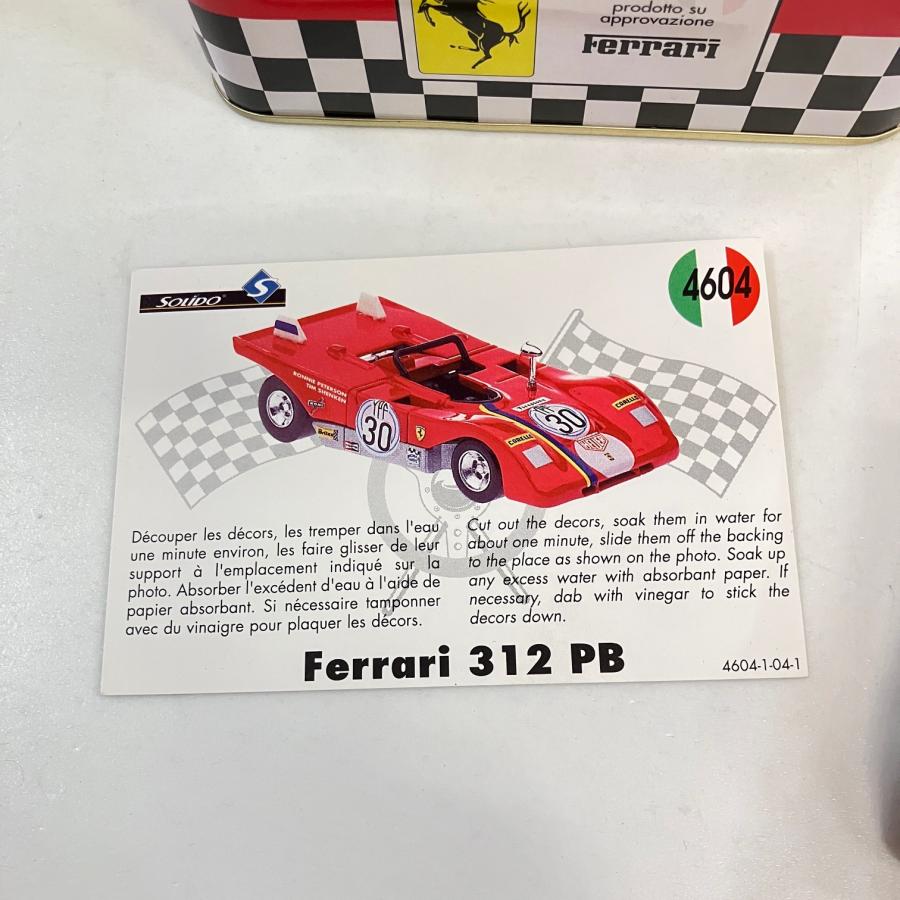 prodotto su
approvazione
Ferrari
SOLIDO
S
4604
RONNIE PETERSON
TIM SHENKEN
30
30
CORELLO
CORELLO
Découper les décors, les tremper dans l'eau
une minute environ, les faire glisser de leur
support à l'emplacement indiqué sur la
photo. Absorber l'excédent d'eau à l'aide de
papier absorbant. Si nécessaire tamponner
avec du vinaigre pour plaquer les décors.
Cut out the decors, soak them in water for
about one minute, slide them off the backing
to the place as shown on the photo. Soak up
any excess water with absorbent paper. If
necessary, dab with vinegar to stick the
decors down.
Ferrari 312 PB
4604-1-04-1